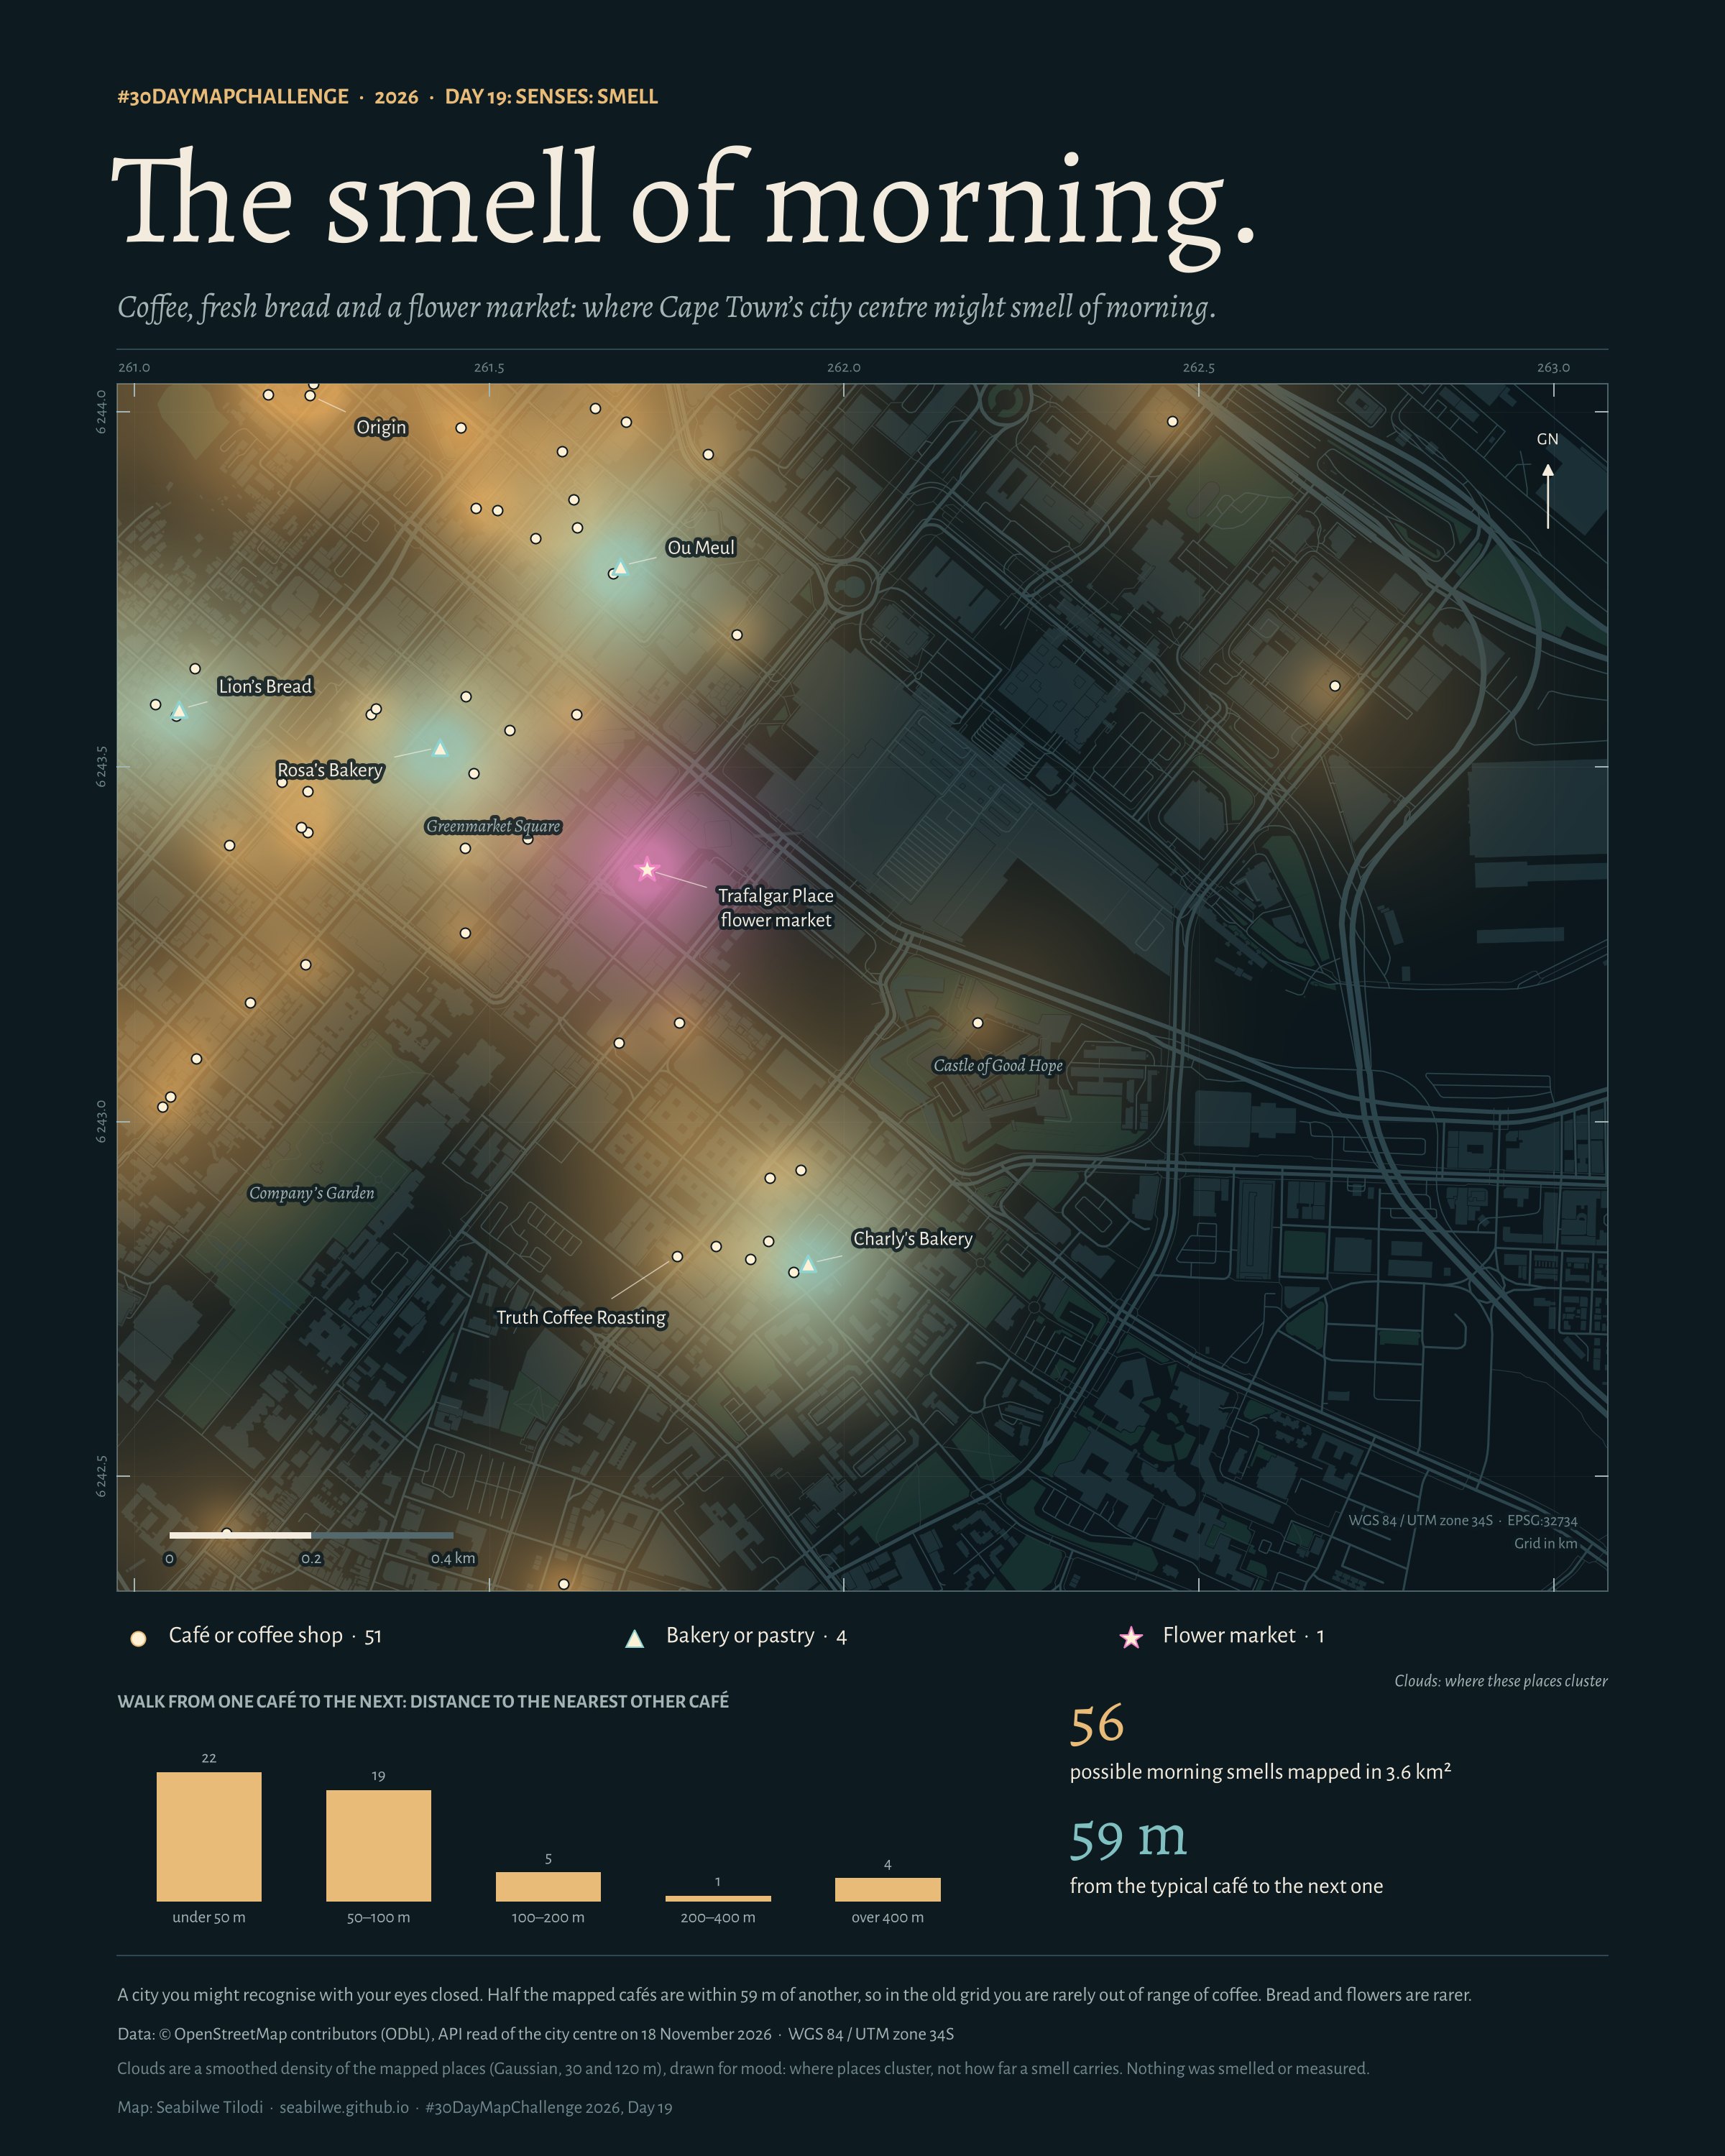 #30DAYMAPCHALLENGE · 2026 · DAY 19: SENSES: SMELL
The smell of morning.
Coffee, fresh bread and a flower market: where Cape Town’s city centre might smell of morning.
261.0 261.5 262.0 262.5 263.0
6 244.0
Origin
GN
Ou Meul
Lion's Bread
6 243.5
Rosa's Bakery
Greenmarket Square
Trafalgar Place
flower market
Castle of Good Hope
6 243.0
Company's Garden
Charly's Bakery
Truth Coffee Roasting
6 242.5
WGS 84 / UTM zone 34S · EPSG:32734
Grid in km
0 0.2 0.4 km
Café or coffee shop · 51
Bakery or pastry · 4
Flower market · 1
Clouds: where these places cluster
WALK FROM ONE CAFÉ TO THE NEXT: DISTANCE TO THE NEAREST OTHER CAFÉ
22 19 5 1 4
under 50 m 50–100 m 100–200 m 200–400 m over 400 m
56
possible morning smells mapped in 3.6 km²
59 m
from the typical café to the next one
A city you might recognise with your eyes closed. Half the mapped cafés are within 59 m of another, so in the old grid you are rarely out of range of coffee. Bread and flowers are rarer.
Data: © OpenStreetMap contributors (ODbL), API read of the city centre on 18 November 2026 · WGS 84 / UTM zone 34S
Clouds are a smoothed density of the mapped places (Gaussian, 30 and 120 m), drawn for mood: where places cluster, not how far a smell carries. Nothing was smelled or measured.
Map: Seabilwe Tilodi · seabilwe.github.io · #30DayMapChallenge 2026, Day 19